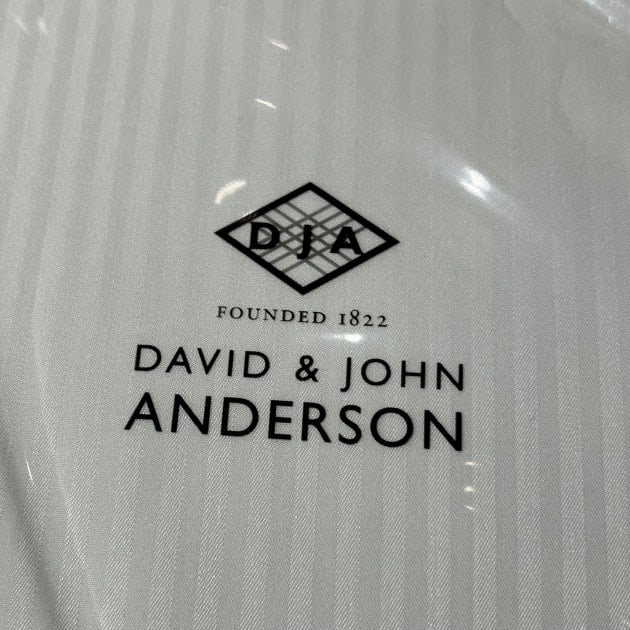 DJA
FOUNDED 1822
DAVID & JOHN
ANDERSON